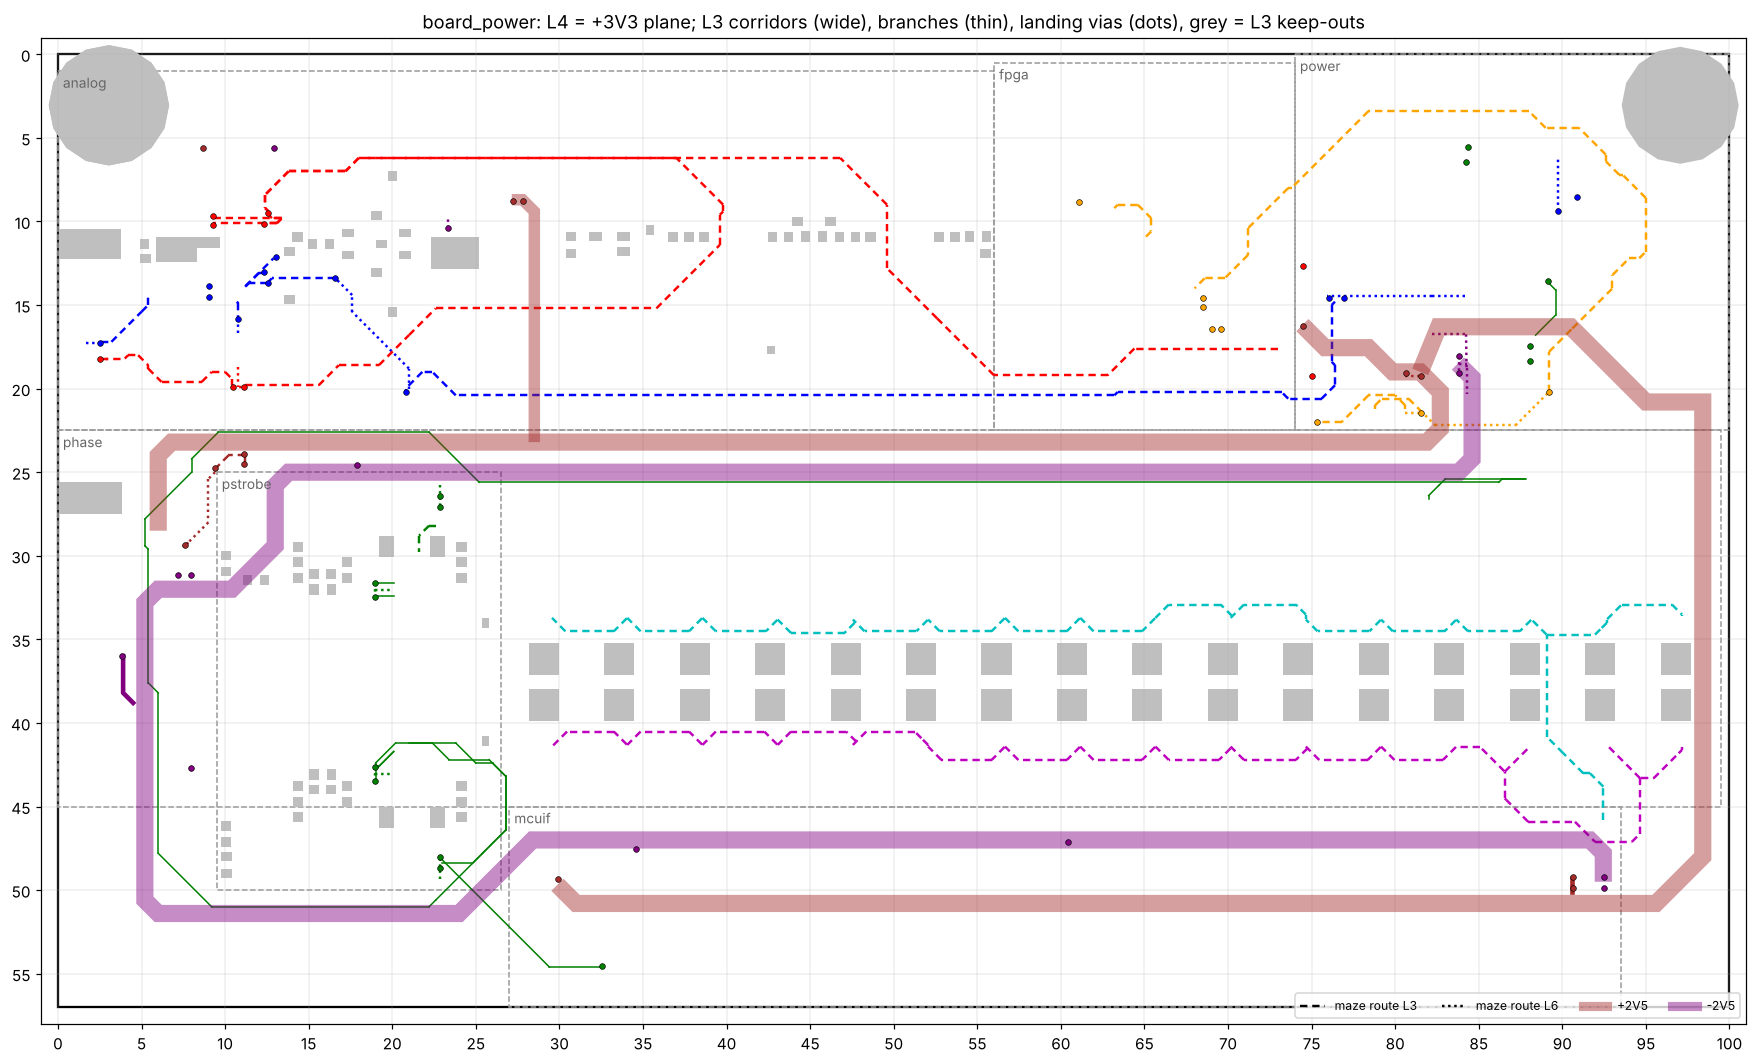 board_power: L4 = +3V3 plane; L3 corridors (wide), branches (thin), landing vias (dots), grey = L3 keep-outs
0
5
10
15
20
25
30
35
40
45
50
55
analog
fpga
power
phase
pstrobe
mcuif
maze route L3
maze route L6
+2V5
-2V5
0 5 10 15 20 25 30 35 40 45 50 55 60 65 70 75 80 85 90 95 100